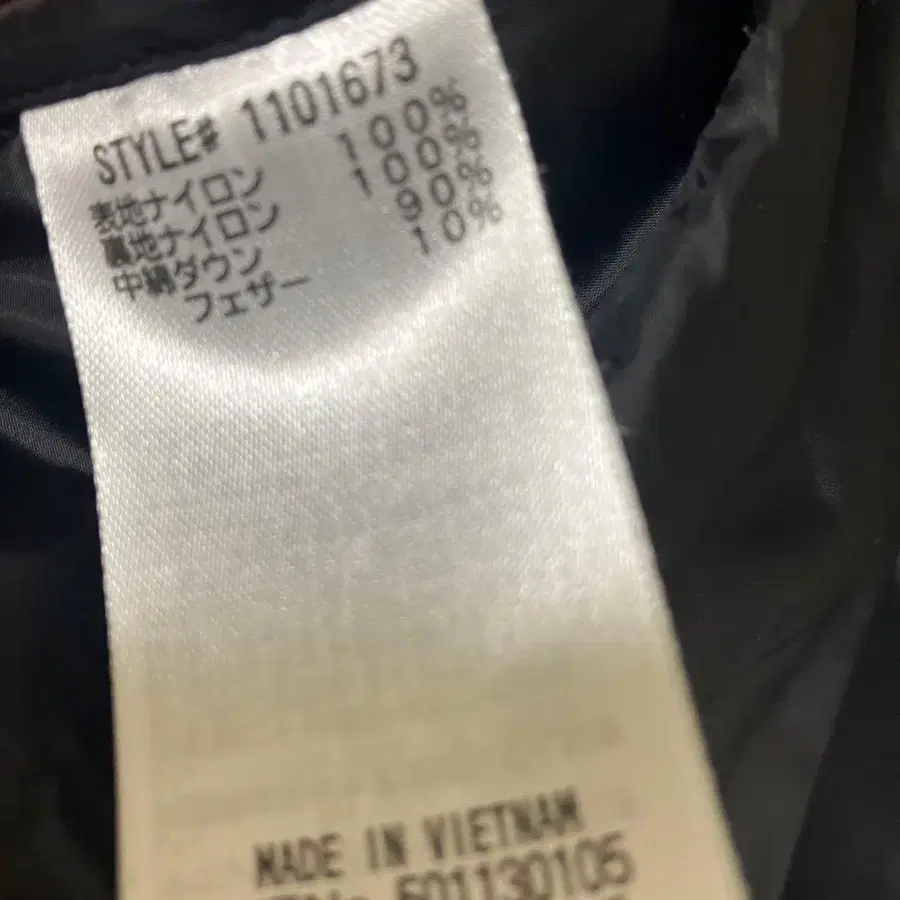 STYLE# 1101673
表地ナイロン 100%
裏地ナイロン 100%
中綿ダウン 90%
フェザー 10%
MADE IN VIETNAM
601130105